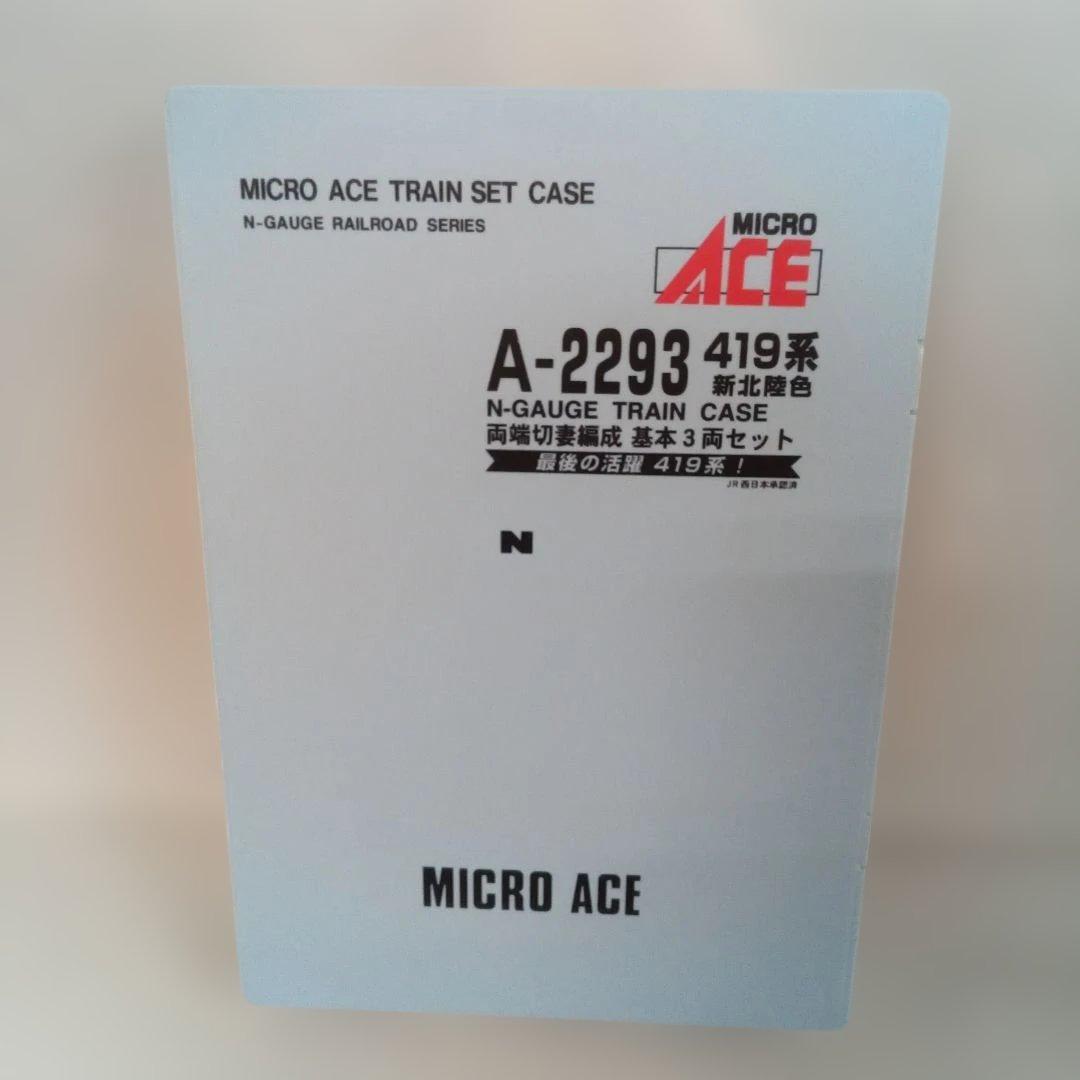 MICRO ACE TRAIN SET CASE
N-GAUGE RAILROAD SERIES
MICRO
ACE
A-2293 419系
新北陸色
N-GAUGE TRAIN CASE
両端切妻編成 基本3両セット
最後の活躍 419系!
JR西日本承認済
N
MICRO ACE